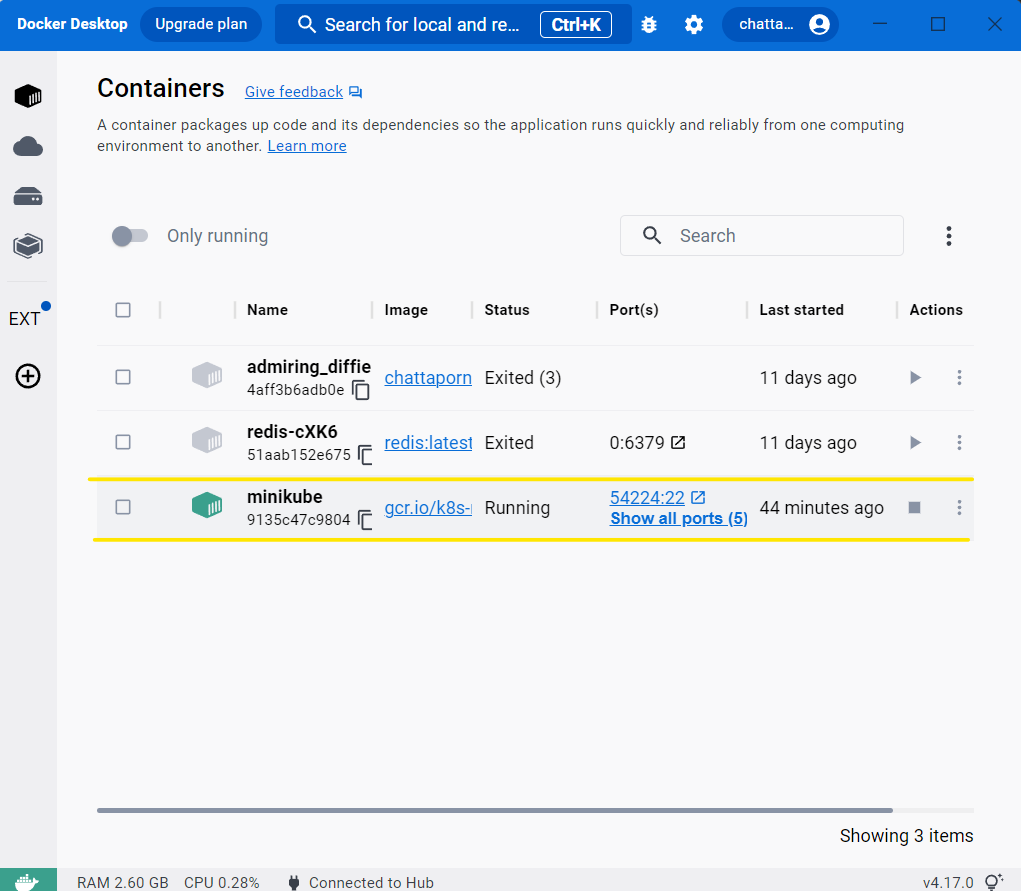 Docker Desktop Upgrade plan Search for local and re... Ctrl+K chatta...
Containers Give feedback
A container packages up code and its dependencies so the application runs quickly and reliably from one computing
environment to another. Learn more
Only running Search
Name Image Status Port(s) Last started Actions
EXT
admiring_diffie
4aff3b6adb0e chattaporn Exited (3) 11 days ago
redis-cXK6
51aab152e675 redis:latest Exited 0:6379 11 days ago
minikube
9135c47c9804 gcr.io/k8s- Running 54224:22 44 minutes ago
Show all ports (5)
Showing 3 items
RAM 2.60 GB CPU 0.28% Connected to Hub v4.17.0